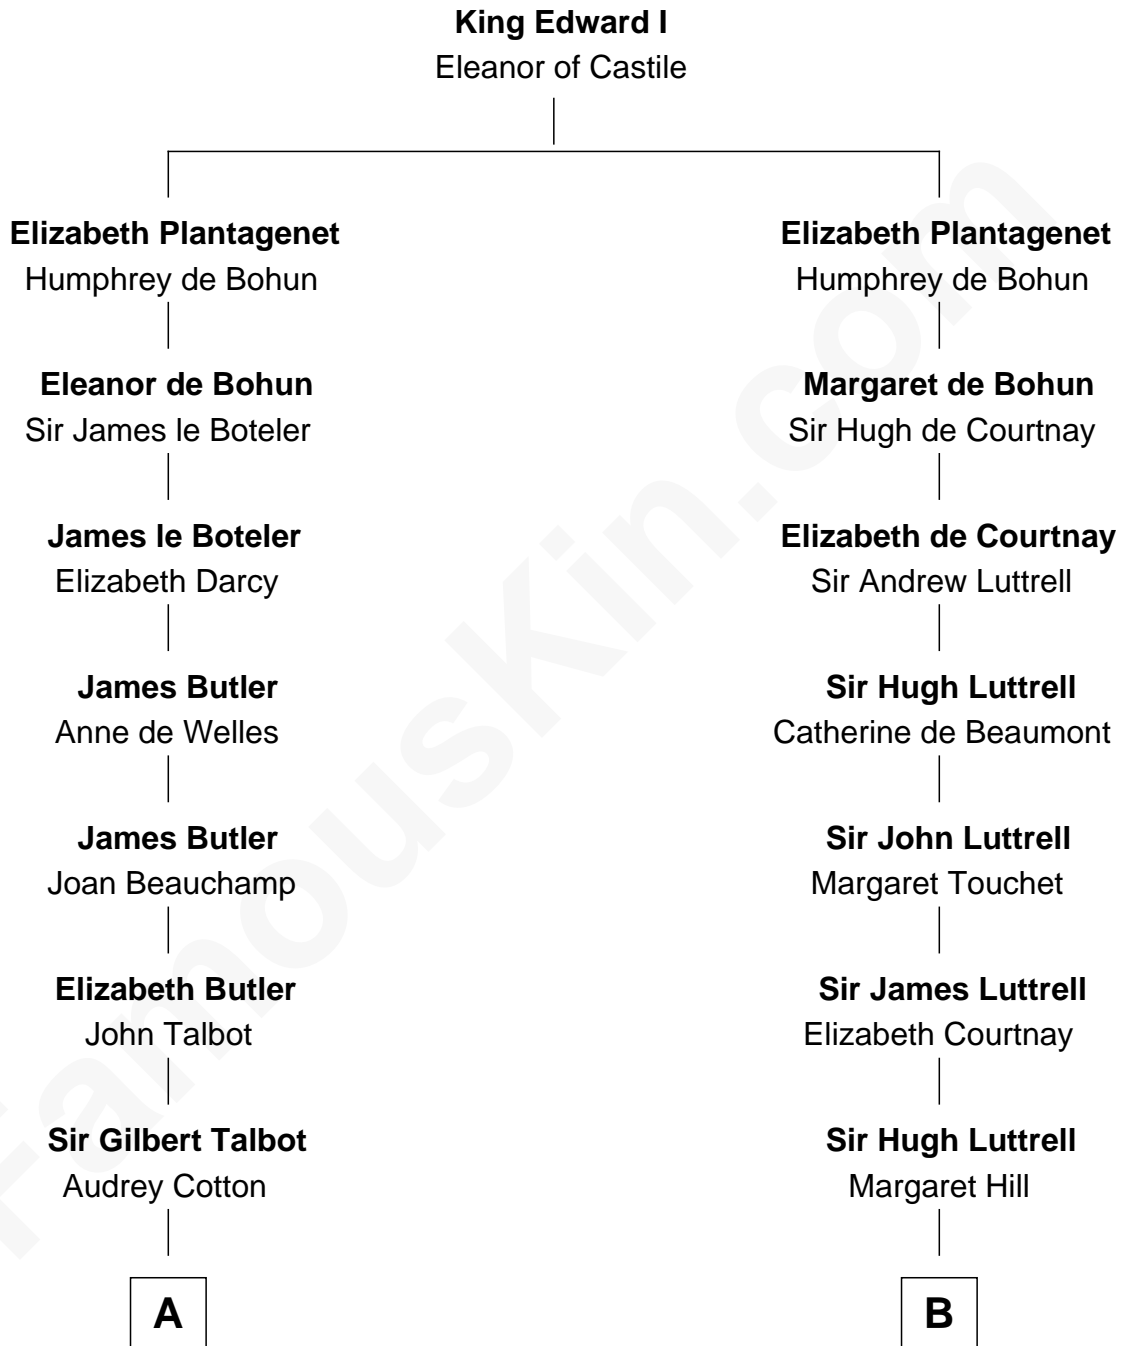 King Edward I
Eleanor of Castile
Elizabeth Plantagenet
Humphrey de Bohun
Elizabeth Plantagenet
Humphrey de Bohun
Eleanor de Bohun
Sir James le Boteler
Margaret de Bohun
Sir Hugh de Courtnay
James le Boteler
Elizabeth Darcy
Elizabeth de Courtnay
Sir Andrew Luttrell
James Butler
Anne de Welles
Sir Hugh Luttrell
Catherine de Beaumont
James Butler
Joan Beauchamp
Sir John Luttrell
Margaret Touchet
Elizabeth Butler
John Talbot
Sir James Luttrell
Elizabeth Courtnay
Sir Gilbert Talbot
Audrey Cotton
Sir Hugh Luttrell
Margaret Hill
A
B
FamousKin.com